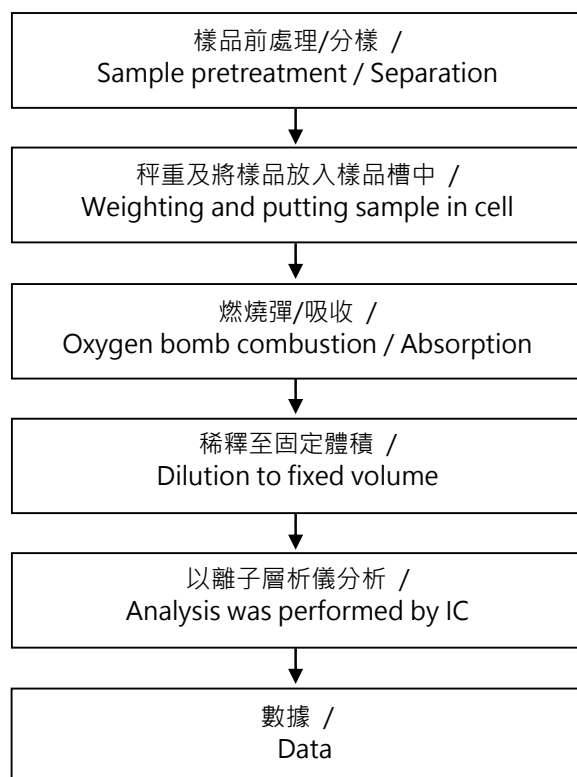 樣品前處理/分樣 /
Sample pretreatment / Separation
秤重及將樣品放入樣品槽中 /
Weighting and putting sample in cell
燃燒彈/吸收 /
Oxygen bomb combustion / Absorption
稀釋至固定體積 /
Dilution to fixed volume
以離子層析儀分析 /
Analysis was performed by IC
數據 /
Data